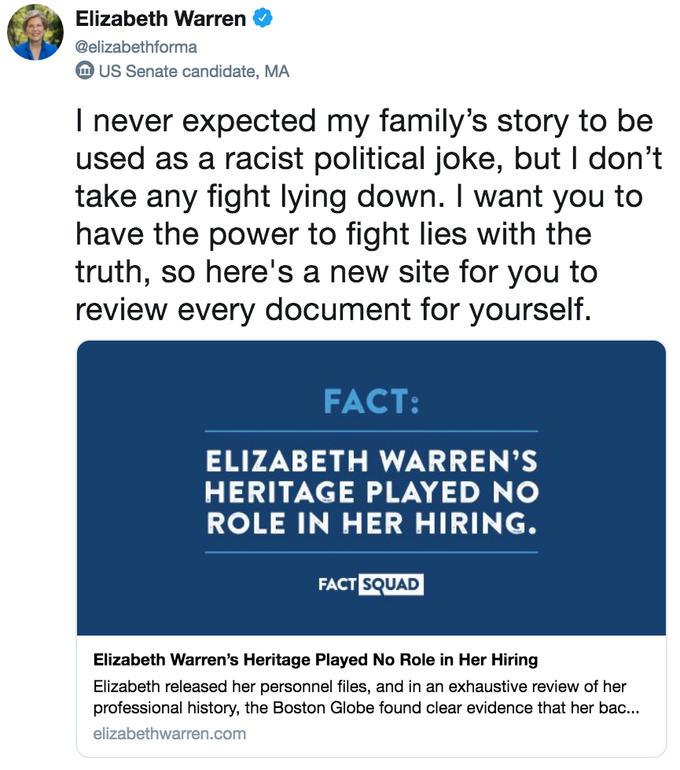 Elizabeth Warren
@elizabethforma
US Senate candidate, MA
I never expected my family’s story to be
used as a racist political joke, but I don’t
take any fight lying down. I want you to
have the power to fight lies with the
truth, so here's a new site for you to
review every document for yourself.
FACT:
ELIZABETH WARREN’S
HERITAGE PLAYED NO
ROLE IN HER HIRING.
FACT SQUAD
Elizabeth Warren’s Heritage Played No Role in Her Hiring
Elizabeth released her personnel files, and in an exhaustive review of her
professional history, the Boston Globe found clear evidence that her bac...
elizabethwarren.com